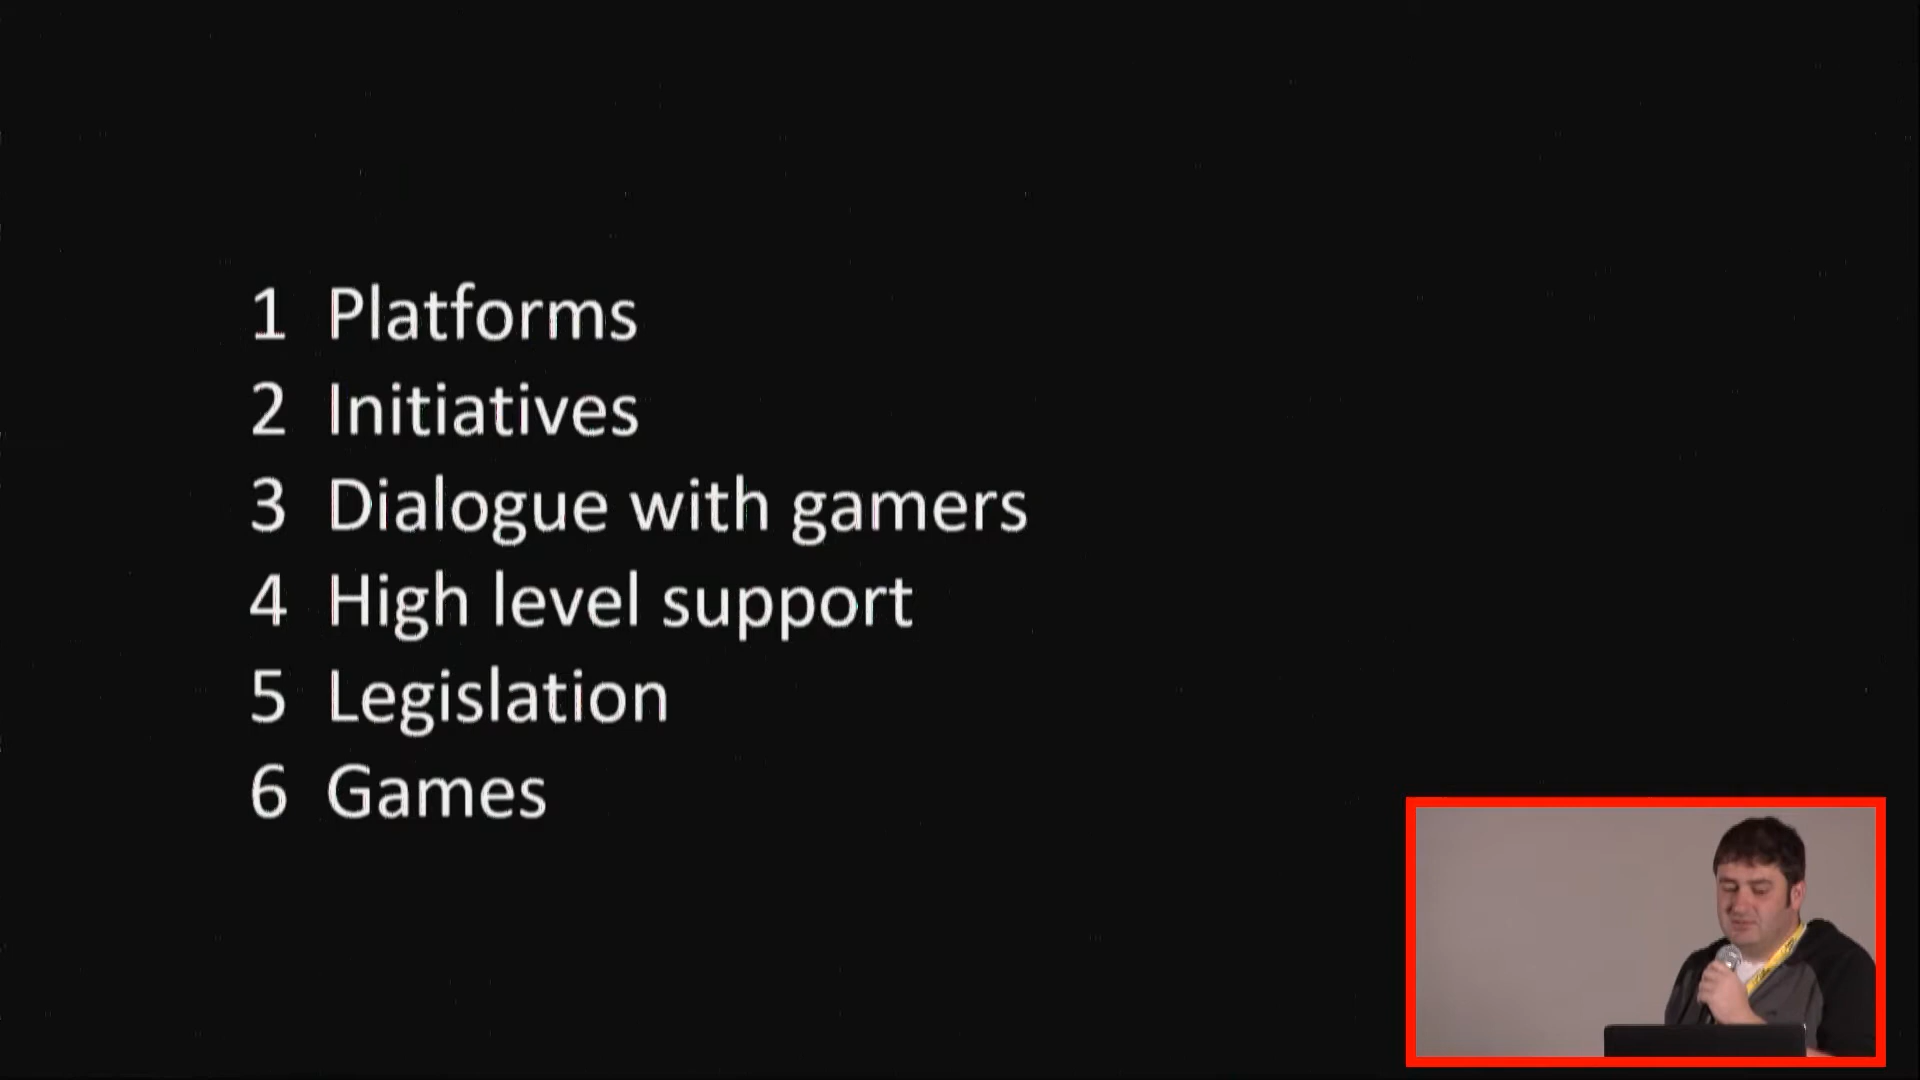 1 Platforms
2 Initiatives
3 Dialogue with gamers
4 High level support
5 Legislation
6 Games